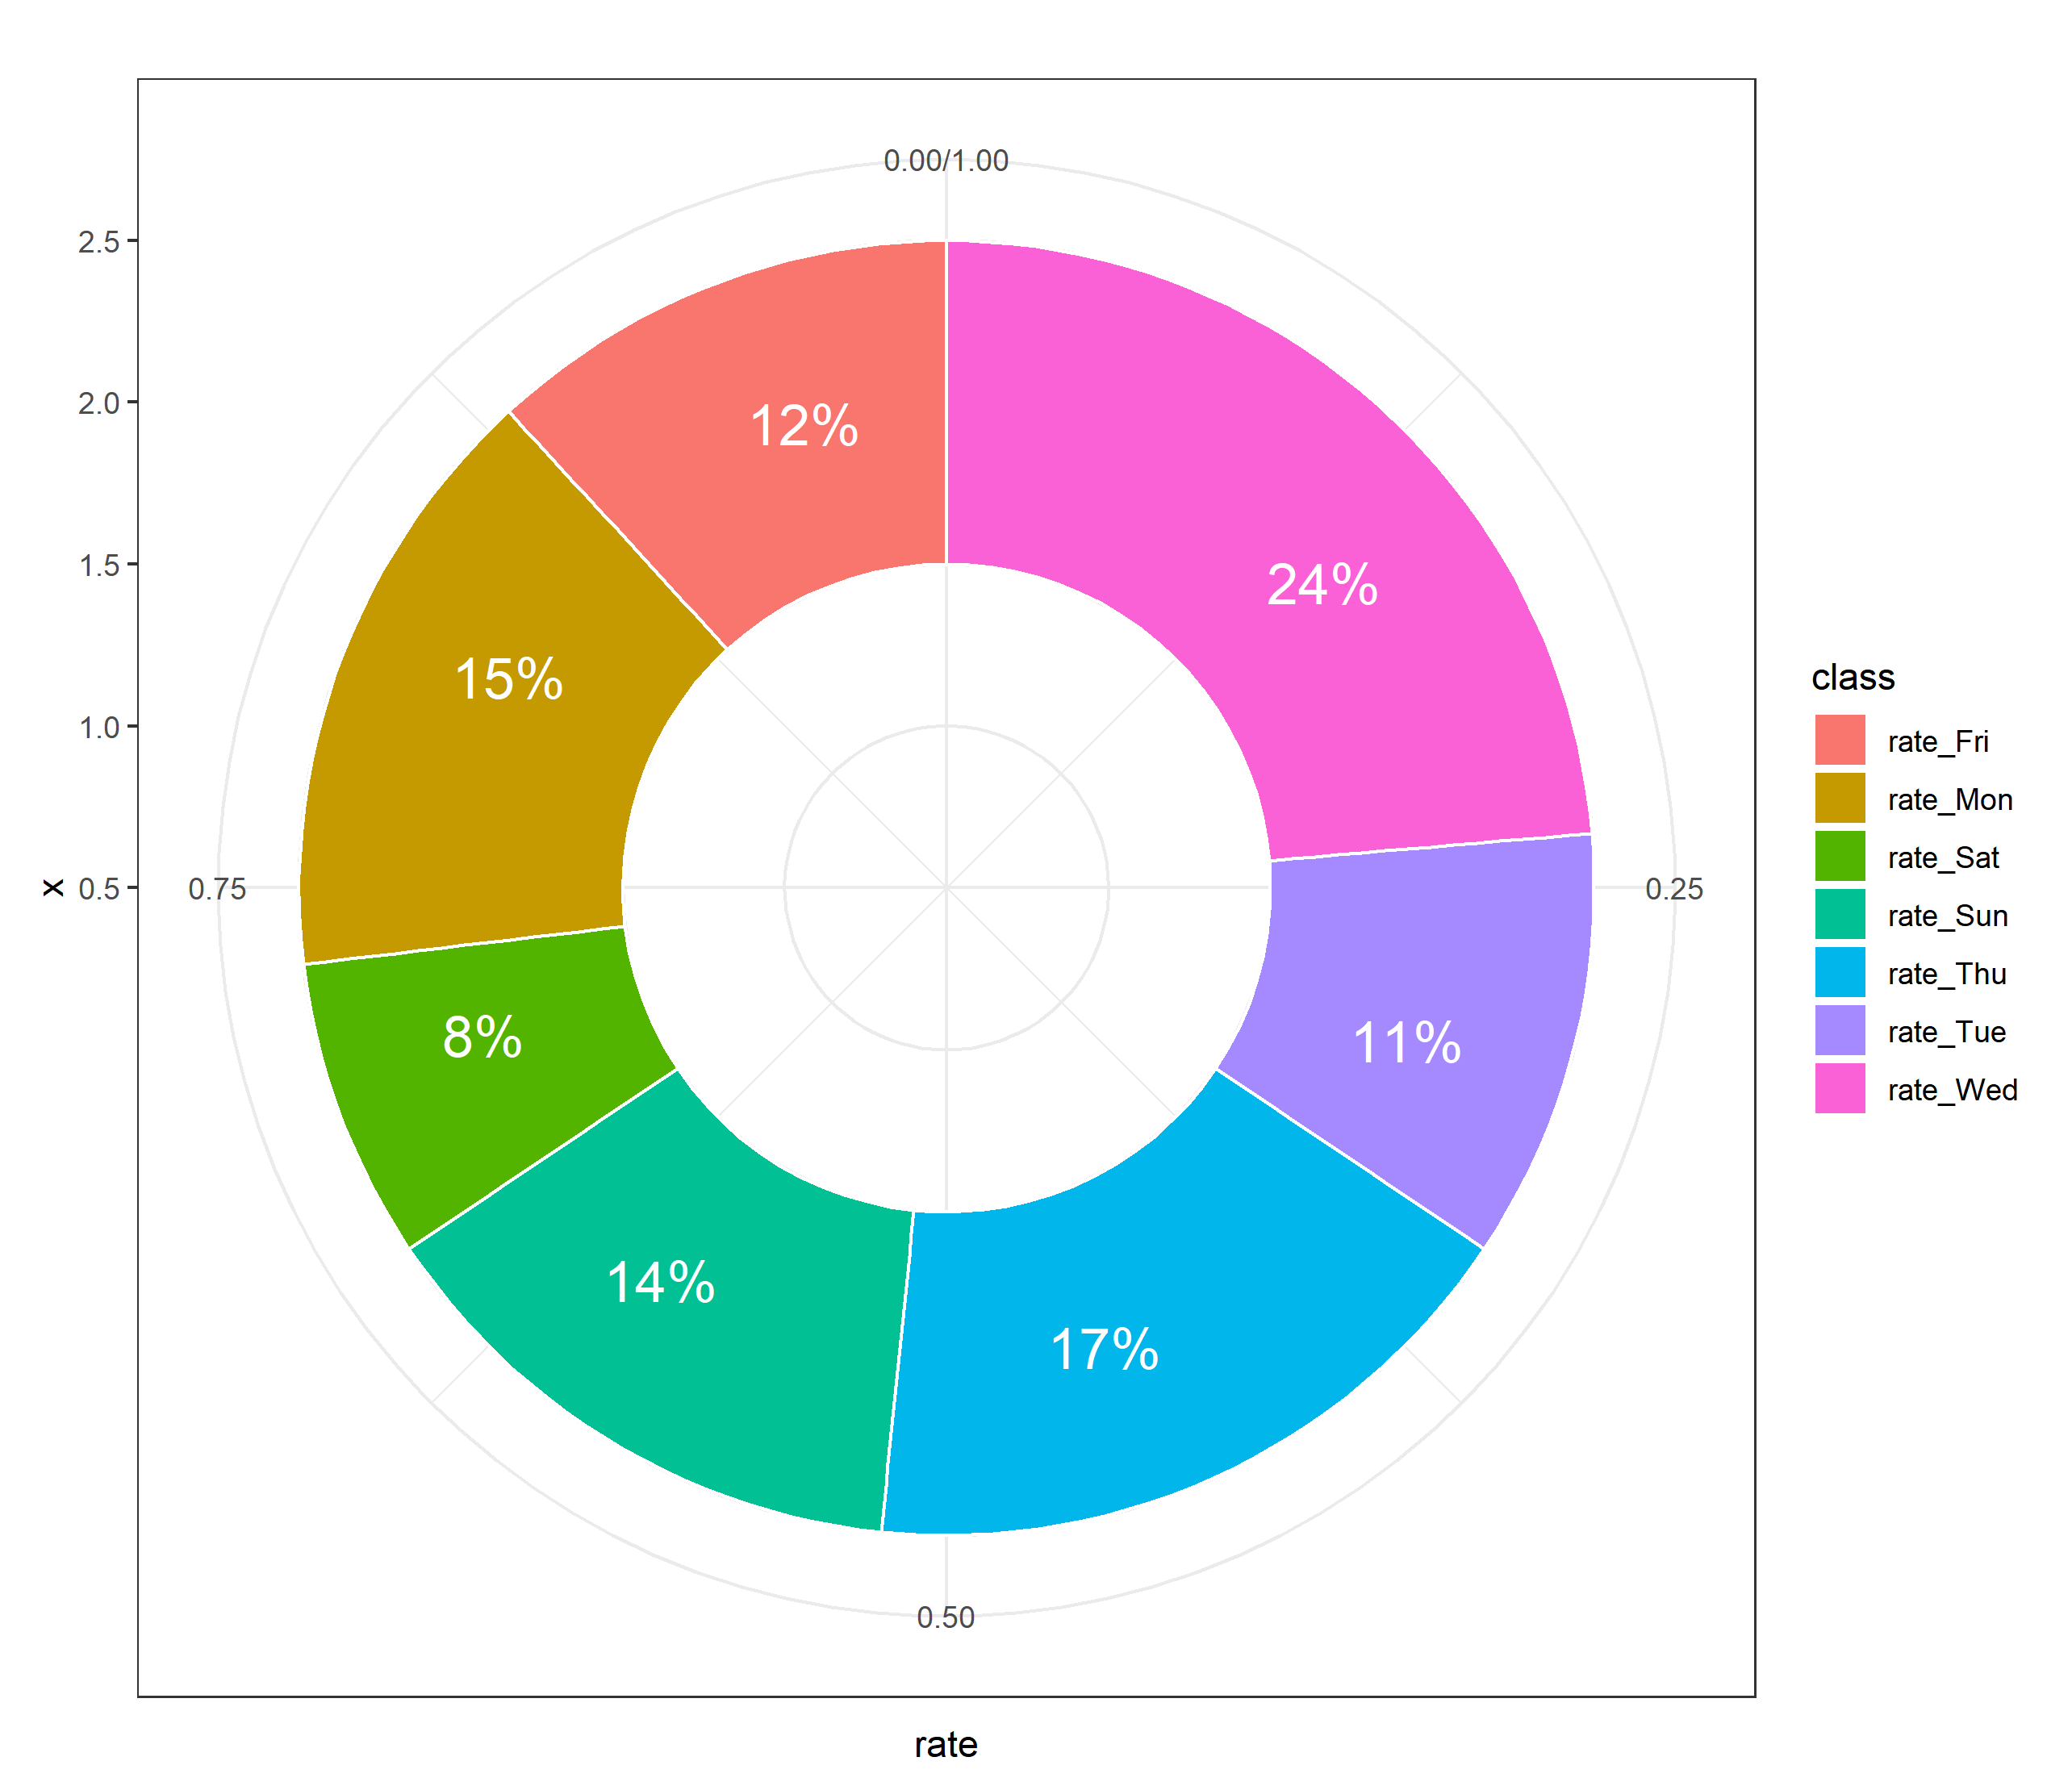 0.00/1.00
2.5
2.0
12%
1.5
24%
15%
class
1.0
rate_Fri
rate_Mon
rate_Sat
x
0.5
0.75
0.25
rate_Sun
rate_Thu
8%
11%
rate_Tue
rate_Wed
14%
17%
0.50
rate